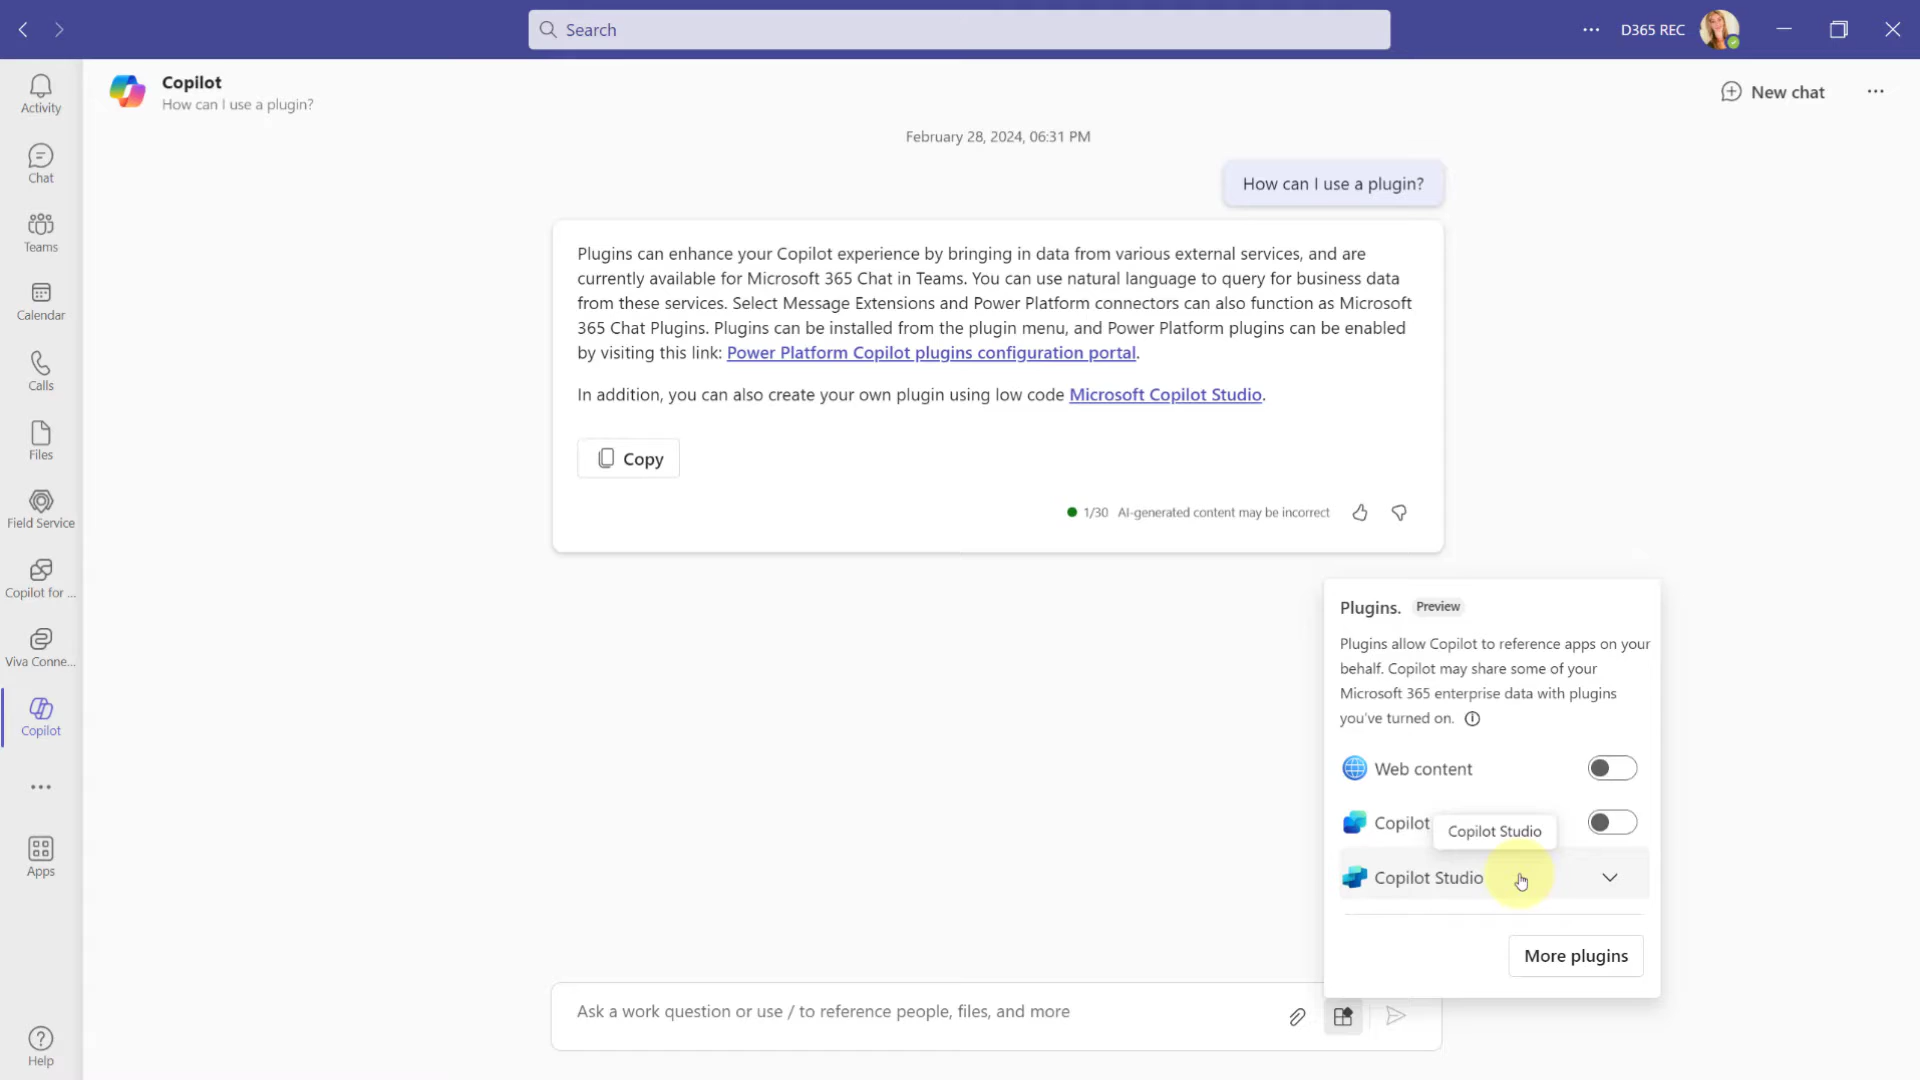 Search
D365 REC
Activity
Chat
Teams
Calendar
Calls
Files
Field Service
Copilot for ...
Viva Conne...
Copilot
Apps
Help
Copilot
How can I use a plugin?
New chat
February 28, 2024, 06:31 PM
How can I use a plugin?
Plugins can enhance your Copilot experience by bringing in data from various external services, and are
currently available for Microsoft 365 Chat in Teams. You can use natural language to query for business data
from these services. Select Message Extensions and Power Platform connectors can also function as Microsoft
365 Chat Plugins. Plugins can be installed from the plugin menu, and Power Platform plugins can be enabled
by visiting this link: Power Platform Copilot plugins configuration portal.
In addition, you can also create your own plugin using low code Microsoft Copilot Studio.
Copy
1/30 AI-generated content may be incorrect
Plugins. Preview
Plugins allow Copilot to reference apps on your
behalf. Copilot may share some of your
Microsoft 365 enterprise data with plugins
you've turned on.
Web content
Copilot
Copilot Studio
Copilot Studio
More plugins
Ask a work question or use / to reference people, files, and more